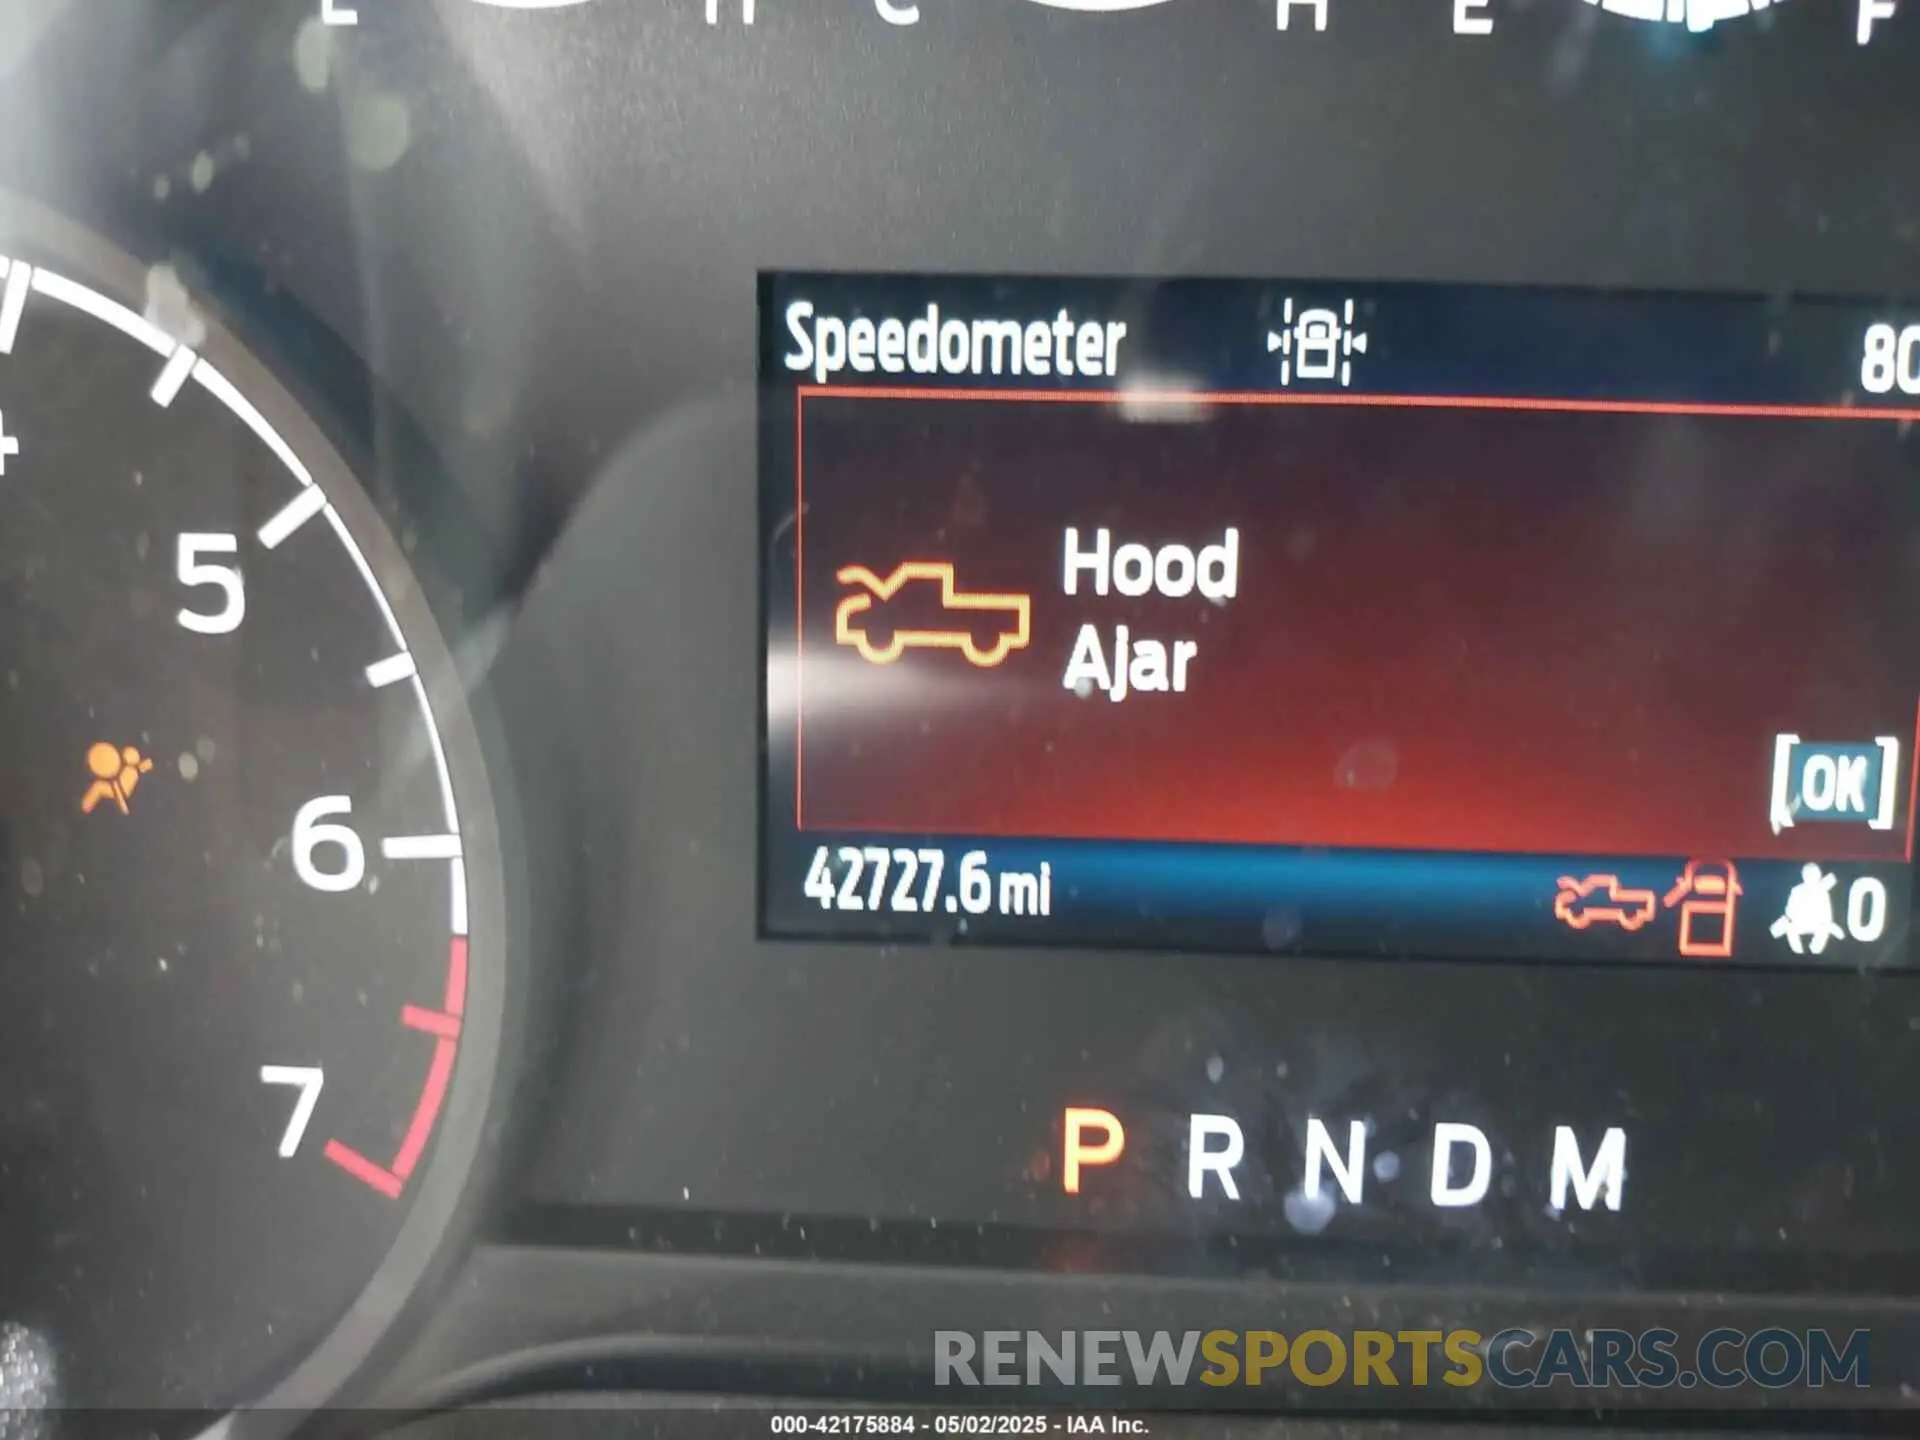 L H C H E F
Speedometer 80
4
5
Hood
Ajar
[OK]
6
42727.6 mi 0
7
P R N D M
RENEWSPORTSCARS.COM
000-42175884 - 05/02/2025 - IAA Inc.